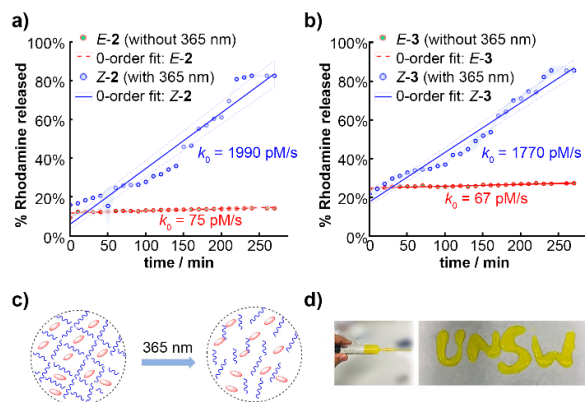 a)
100%
80%
60%
40%
20%
0%
% Rhodamine released
E-2 (without 365 nm)
0-order fit: E-2
Z-2 (with 365 nm)
0-order fit: Z-2
k0 = 1990 pM/s
k0 = 75 pM/s
0 50 100 150 200 250
time / min
b)
100%
80%
60%
40%
20%
0%
% Rhodamine released
E-3 (without 365 nm)
0-order fit: E-3
Z-3 (with 365 nm)
0-order fit: Z-3
k0 = 1770 pM/s
k0 = 67 pM/s
0 50 100 150 200 250
time / min
c)
365 nm
d)
UNSW